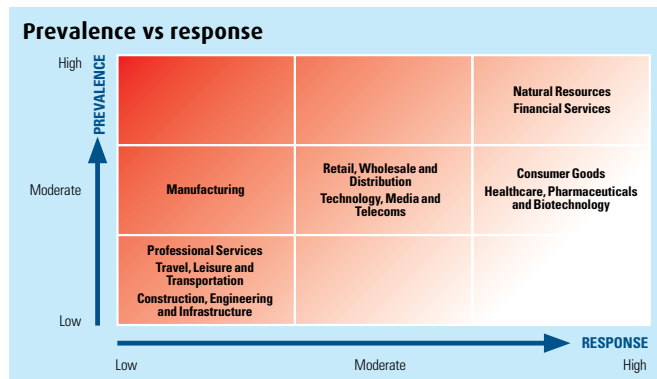 Prevalence vs response
High
PREVALENCE
Natural Resources
Financial Services
Moderate
Manufacturing
Retail, Wholesale and
Distribution
Technology, Media and
Telecoms
Consumer Goods
Healthcare, Pharmaceuticals
and Biotechnology
Professional Services
Travel, Leisure and
Transportation
Construction, Engineering
and Infrastructure
Low
RESPONSE
Low
Moderate
High